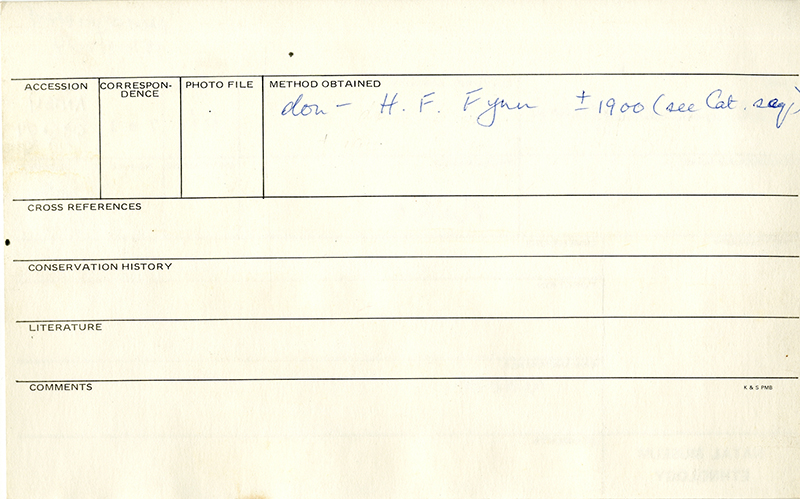 ACCESSION
CORRESPON-
DENCE
PHOTO FILE
METHOD OBTAINED
don - H. F. Fynn ± 1900 (see Cat.
CROSS REFERENCES
CONSERVATION HISTORY
LITERATURE
COMMENTS
K & S PMB